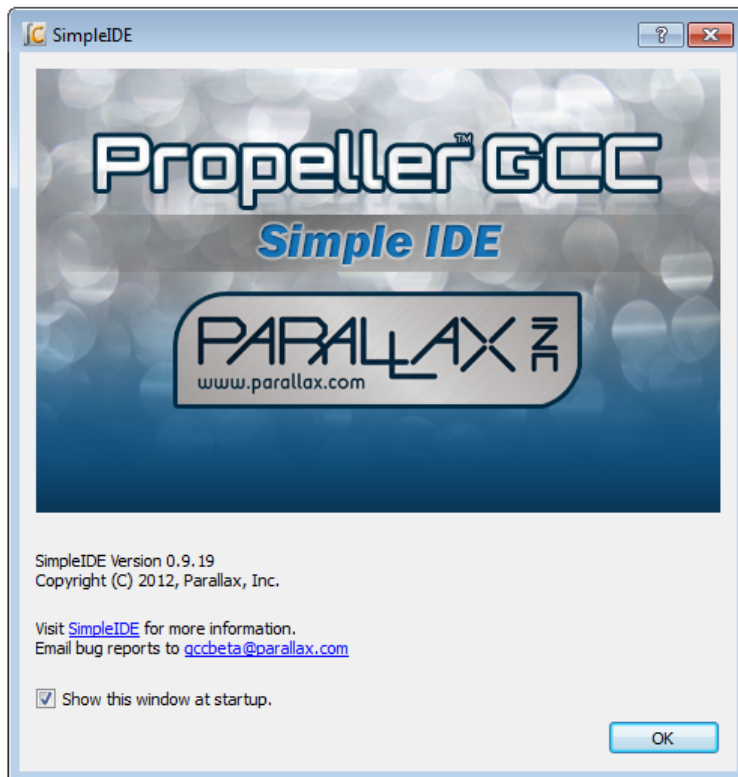 SimpleIDE
Propeller™ GCC
Simple IDE
PARALLAX INC
www.parallax.com
SimpleIDE Version 0.9.19
Copyright (C) 2012, Parallax, Inc.
Visit SimpleIDE for more information.
Email bug reports to gccbeta@parallax.com
Show this window at startup.
OK